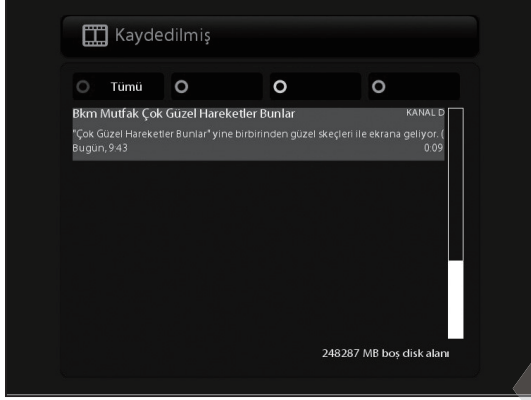 Kaydedilmiş
Tümü
Bkm Mutfak Çok Güzel Hareketler Bunlar KANAL D
"Çok Güzel Hareketler Bunlar" yine birbirinden güzel skeçleri ile ekrana geliyor. (
Bugün, 9:43 0:09
248287 MB boş disk alanı